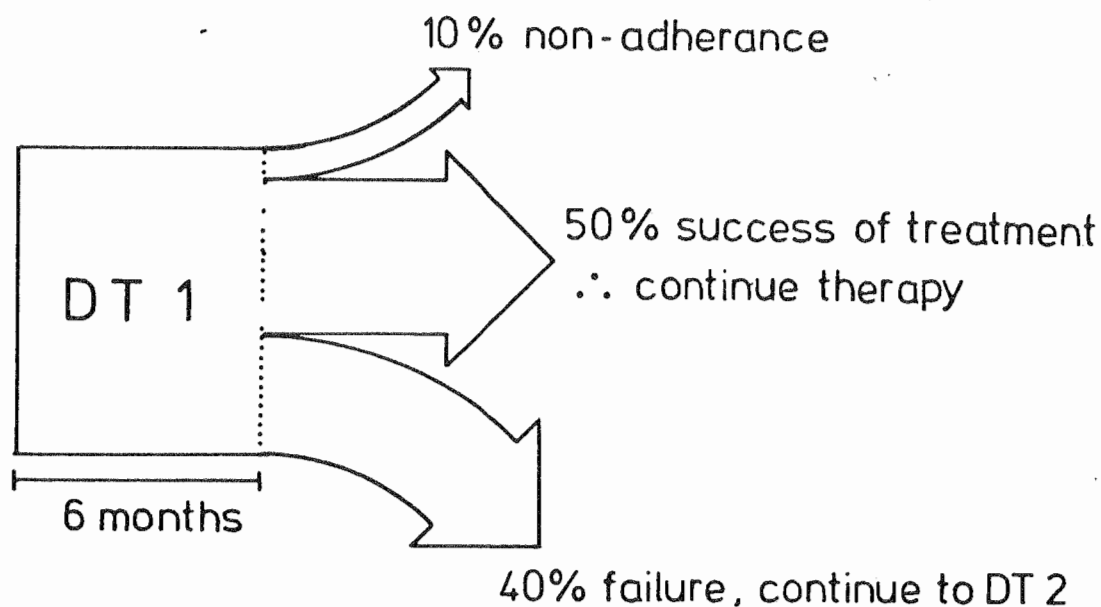 10% non-adherance
DT 1
50% success of treatment
∴ continue therapy
6 months
40% failure, continue to DT 2